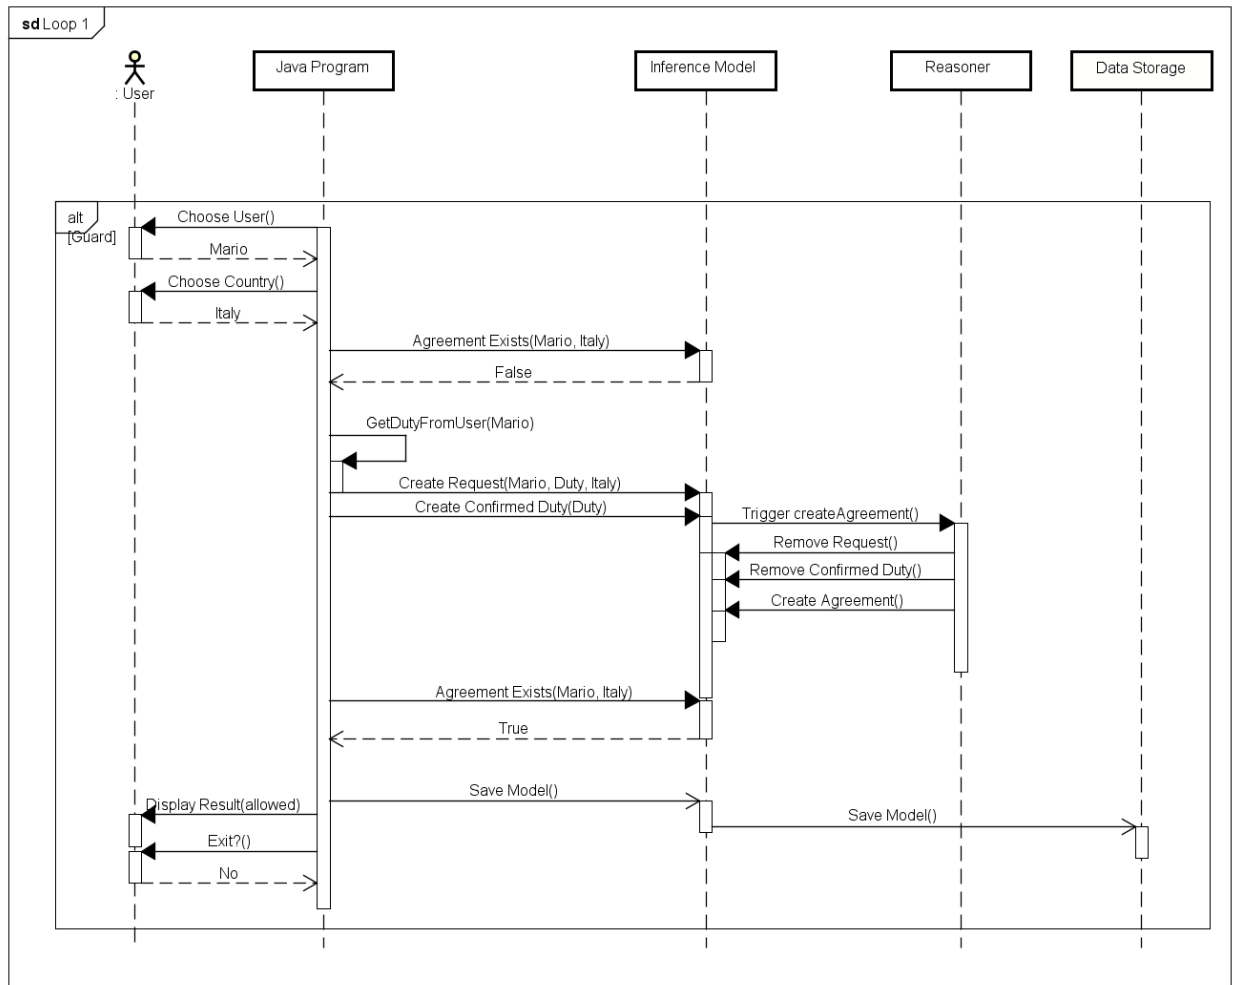 sd Loop 1
: User
Java Program
Inference Model
Reasoner
Data Storage
alt
[Guard]
Choose User()
Mario
Choose Country()
Italy
Agreement Exists(Mario, Italy)
False
GetDutyFromUser(Mario)
Create Request(Mario, Duty, Italy)
Create Confirmed Duty(Duty)
Trigger createAgreement()
Remove Request()
Remove Confirmed Duty()
Create Agreement()
Agreement Exists(Mario, Italy)
True
Save Model()
Display Result(allowed)
Save Model()
Exit?()
No